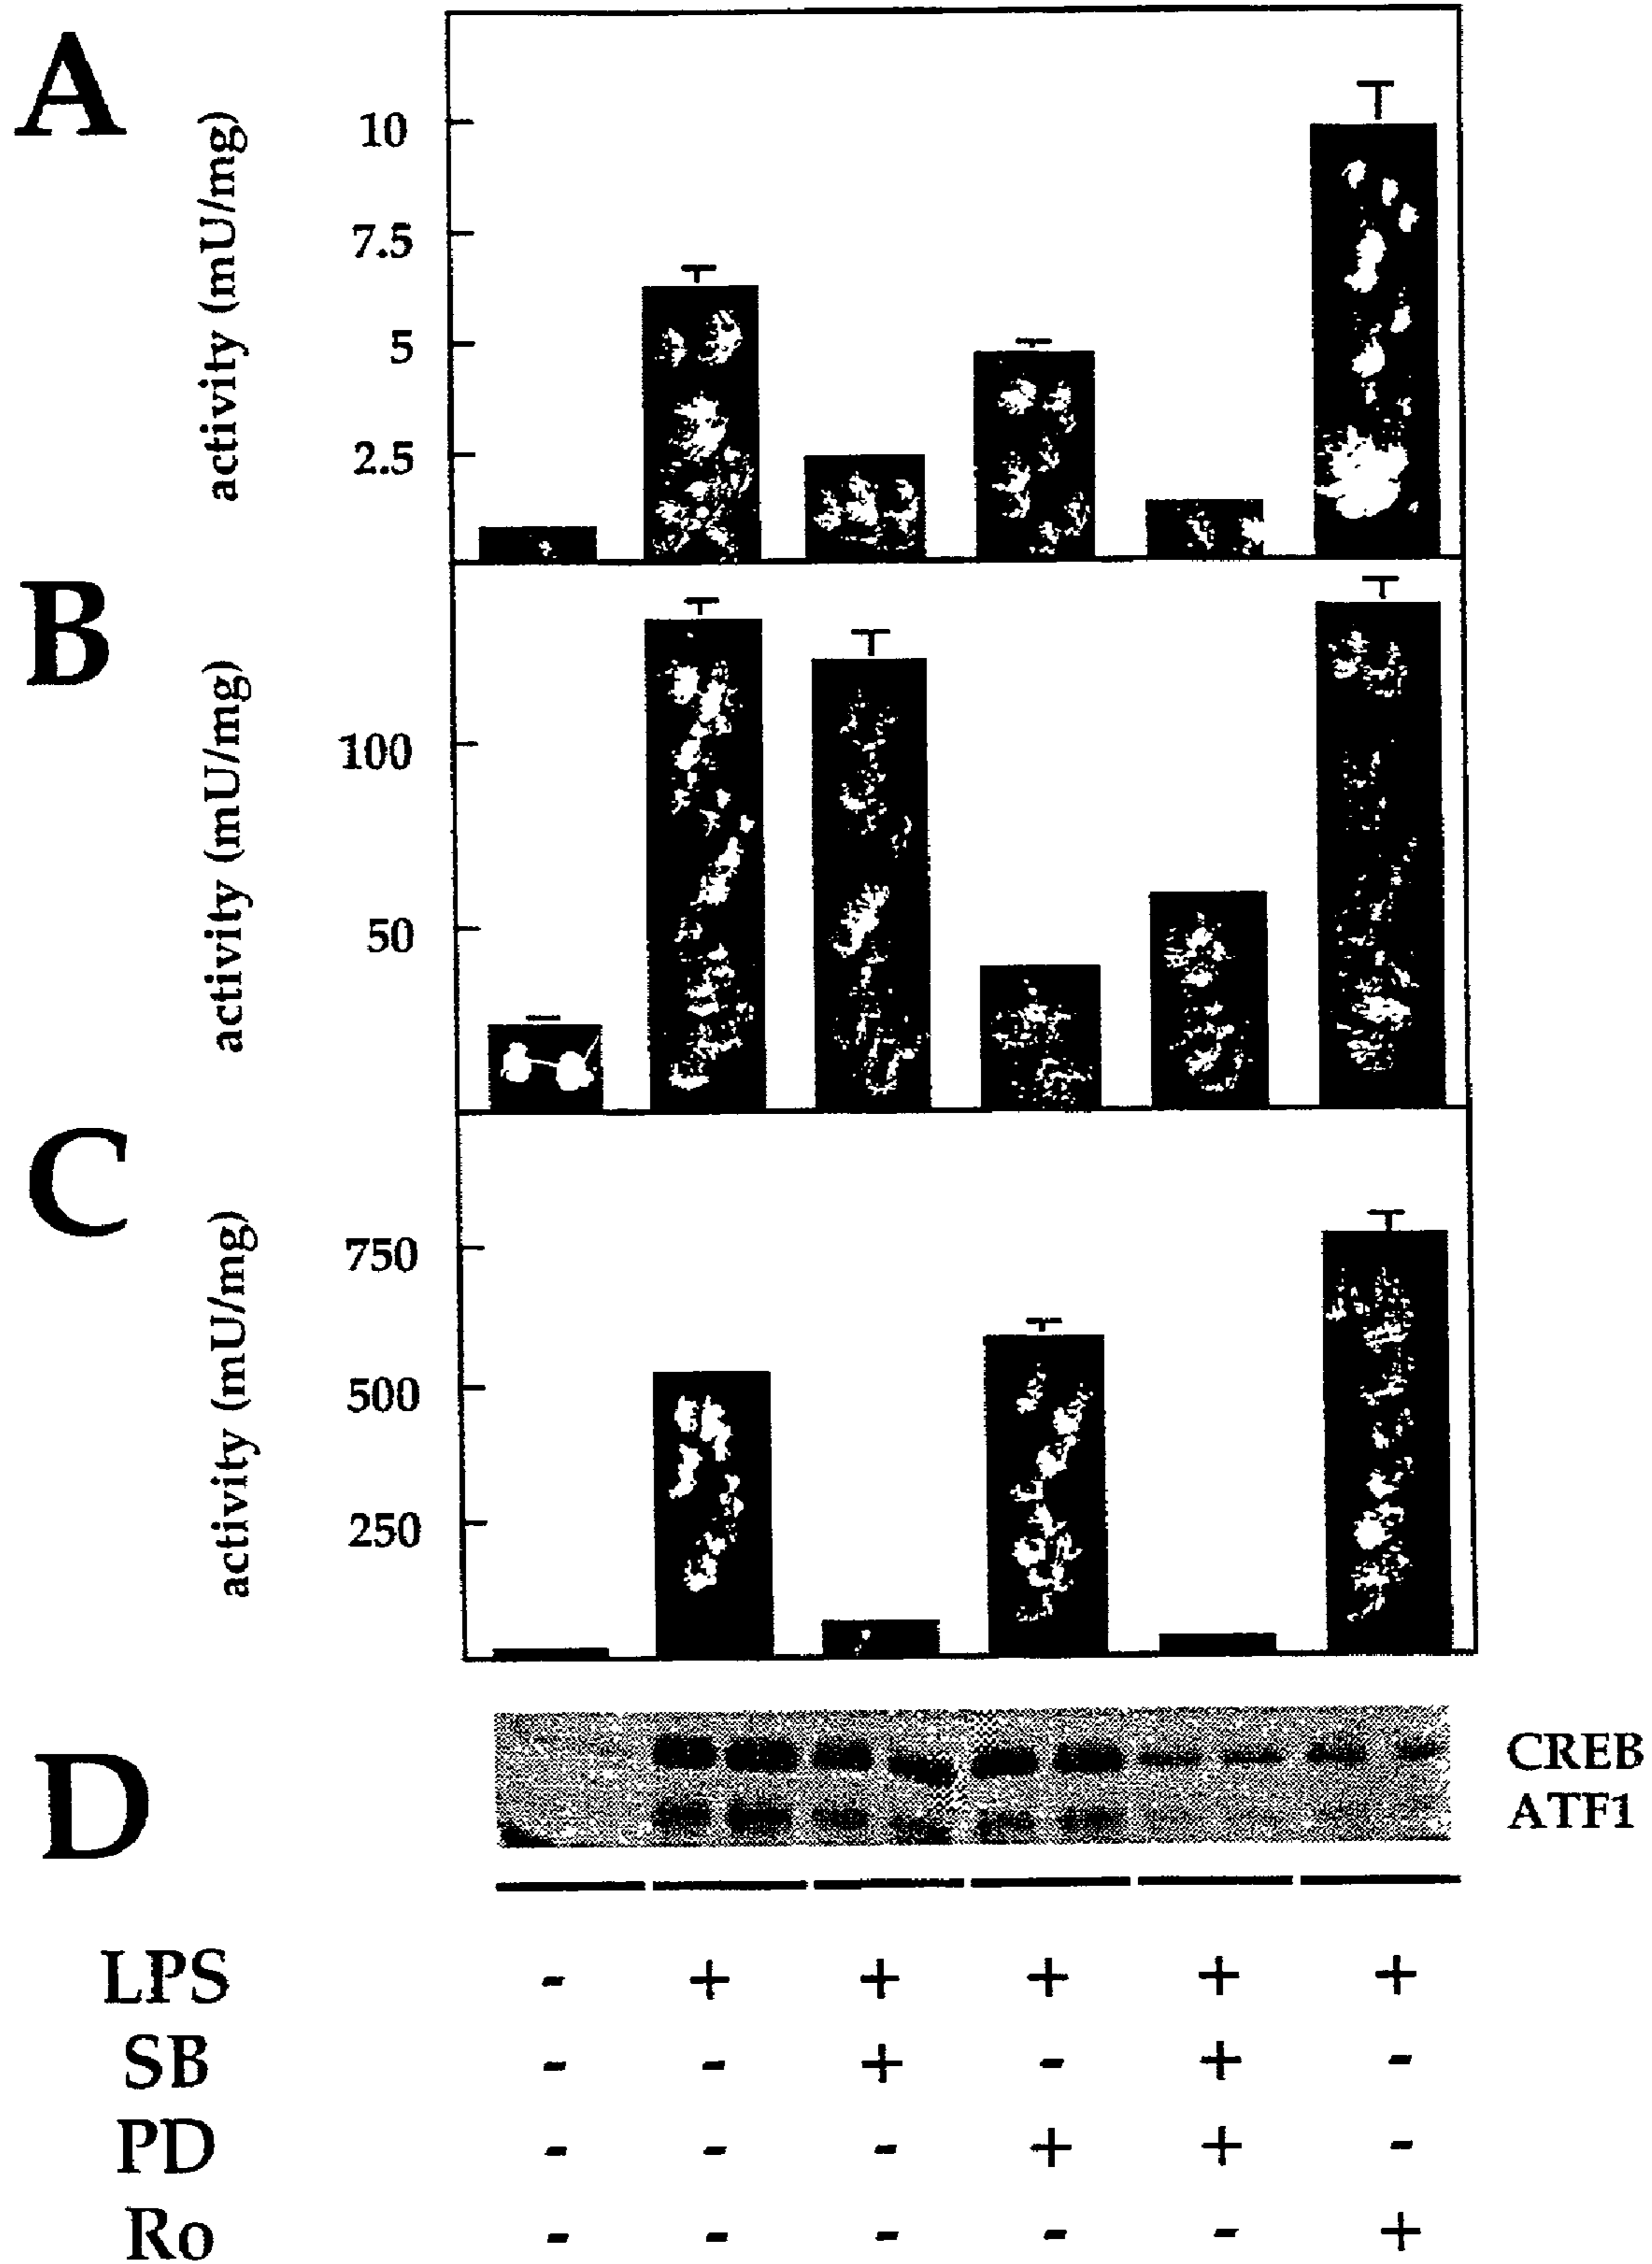 A
activity (mU/mg)
10
7.5
5
2.5
B
activity (mU/mg)
100
50
C
activity (mU/mg)
750
500
250
D
CREB
ATF1
LPS - + + + + +
SB - - + - + -
PD - - - + + -
Ro - - - - - +